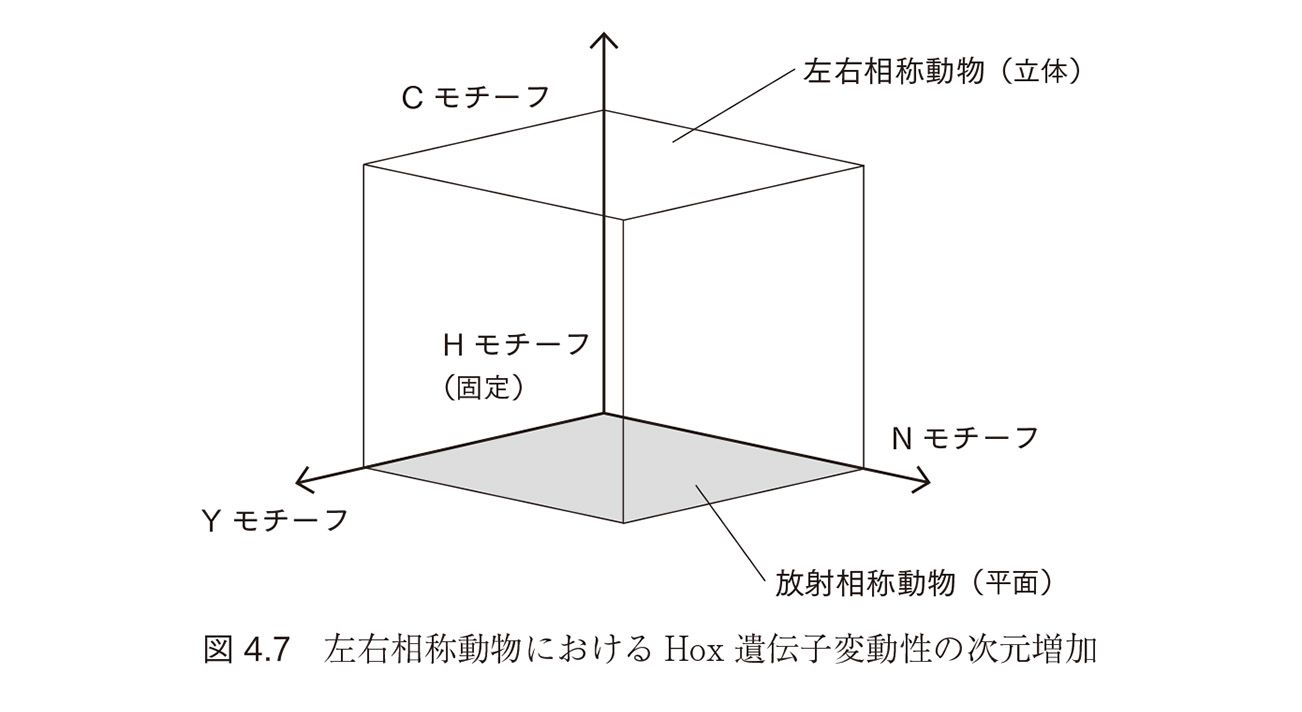 左右相称動物（立体）
C モチーフ
H モチーフ
（固定）
N モチーフ
Y モチーフ
放射相称動物（平面）
図 4.7　左右相称動物における Hox 遺伝子変動性の次元増加